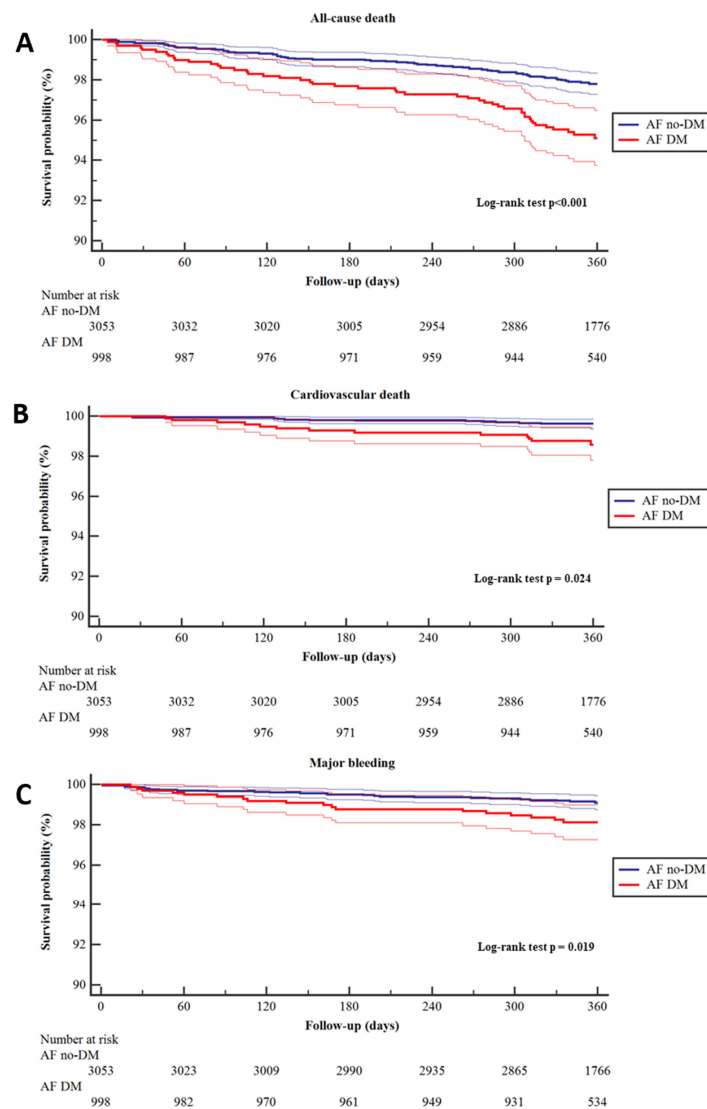 A
All-cause death
Survival probability (%)
100
98
96
94
92
90
AF no-DM
AF DM
Log-rank test p<0.001
0 60 120 180 240 300 360
Follow-up (days)
Number at risk
AF no-DM
3053 3032 3020 3005 2954 2886 1776
AF DM
998 987 976 971 959 944 540
B
Cardiovascular death
Survival probability (%)
100
98
96
94
92
90
AF no-DM
AF DM
Log-rank test p = 0.024
0 60 120 180 240 300 360
Follow-up (days)
Number at risk
AF no-DM
3053 3032 3020 3005 2954 2886 1776
AF DM
998 987 976 971 959 944 540
C
Major bleeding
Survival probability (%)
100
98
96
94
92
90
AF no-DM
AF DM
Log-rank test p = 0.019
0 60 120 180 240 300 360
Follow-up (days)
Number at risk
AF no-DM
3053 3023 3009 2990 2935 2865 1766
AF DM
998 982 970 961 949 931 534